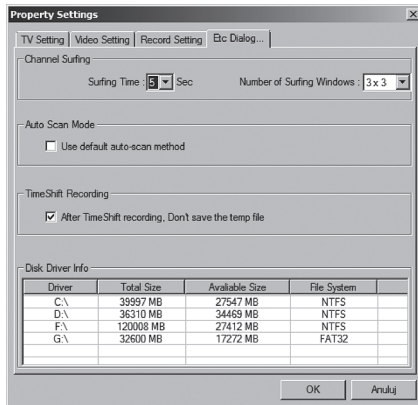 Property Settings
TV Setting Video Setting Record Setting Etc Dialog...
Channel Surfing
Surfing Time : 5 Sec Number of Surfing Windows : 3 x 3
Auto Scan Mode
Use default auto-scan method
TimeShift Recording
After TimeShift recording, Don't save the temp file
Disk Driver Info
Driver Total Size Avaliable Size File System
C:\ 39997 MB 27547 MB NTFS
D:\ 36310 MB 34469 MB NTFS
F:\ 120008 MB 27412 MB NTFS
G:\ 32600 MB 17272 MB FAT32
OK Anuluj